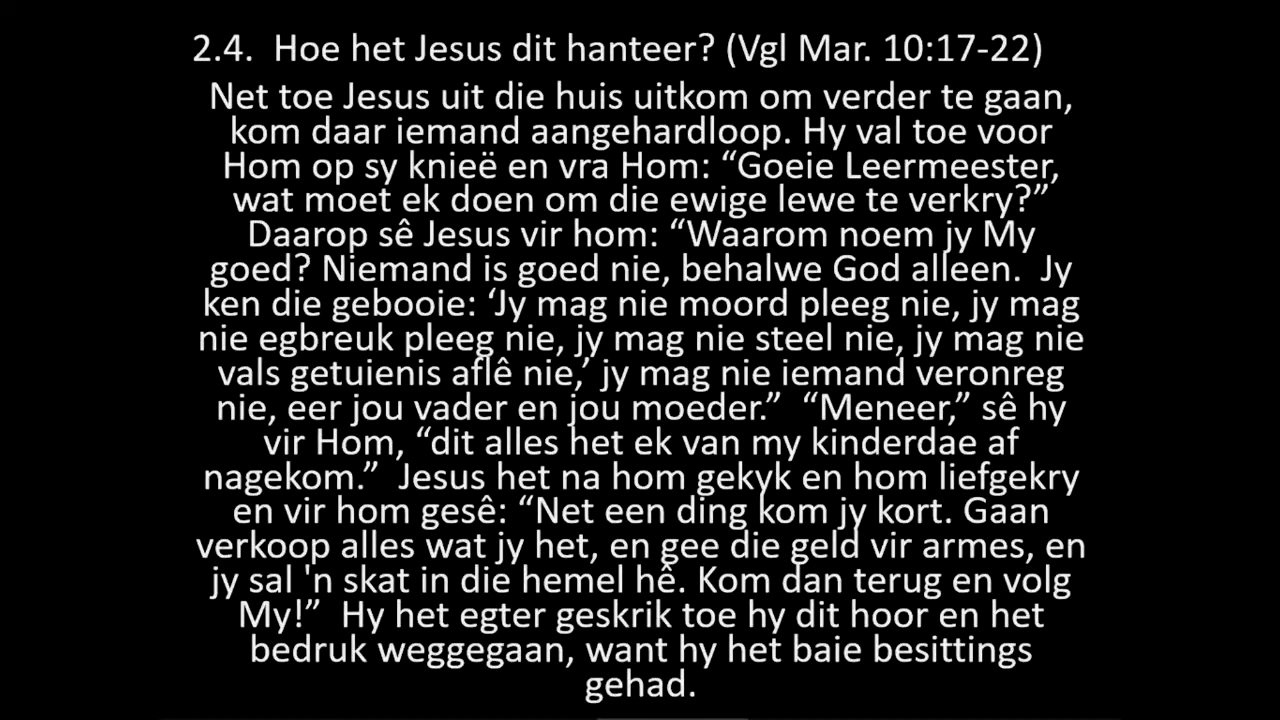 2.4.  Hoe het Jesus dit hanteer? (Vgl Mar. 10:17-22)
Net toe Jesus uit die huis uitkom om verder te gaan,
kom daar iemand aangehardloop. Hy val toe voor
Hom op sy knieë en vra Hom: “Goeie Leermeester,
wat moet ek doen om die ewige lewe te verkry?”
Daarop sê Jesus vir hom: “Waarom noem jy My
goed? Niemand is goed nie, behalwe God alleen.  Jy
ken die gebooie: ‘Jy mag nie moord pleeg nie, jy mag
nie egbreuk pleeg nie, jy mag nie steel nie, jy mag nie
vals getuienis aflê nie,’ jy mag nie iemand veronreg
nie, eer jou vader en jou moeder.”  “Meneer,” sê hy
vir Hom, “dit alles het ek van my kinderdae af
nagekom.”  Jesus het na hom gekyk en hom liefgekry
en vir hom gesê: “Net een ding kom jy kort. Gaan
verkoop alles wat jy het, en gee die geld vir armes, en
jy sal 'n skat in die hemel hê. Kom dan terug en volg
My!”  Hy het egter geskrik toe hy dit hoor en het
bedruk weggegaan, want hy het baie besittings
gehad.